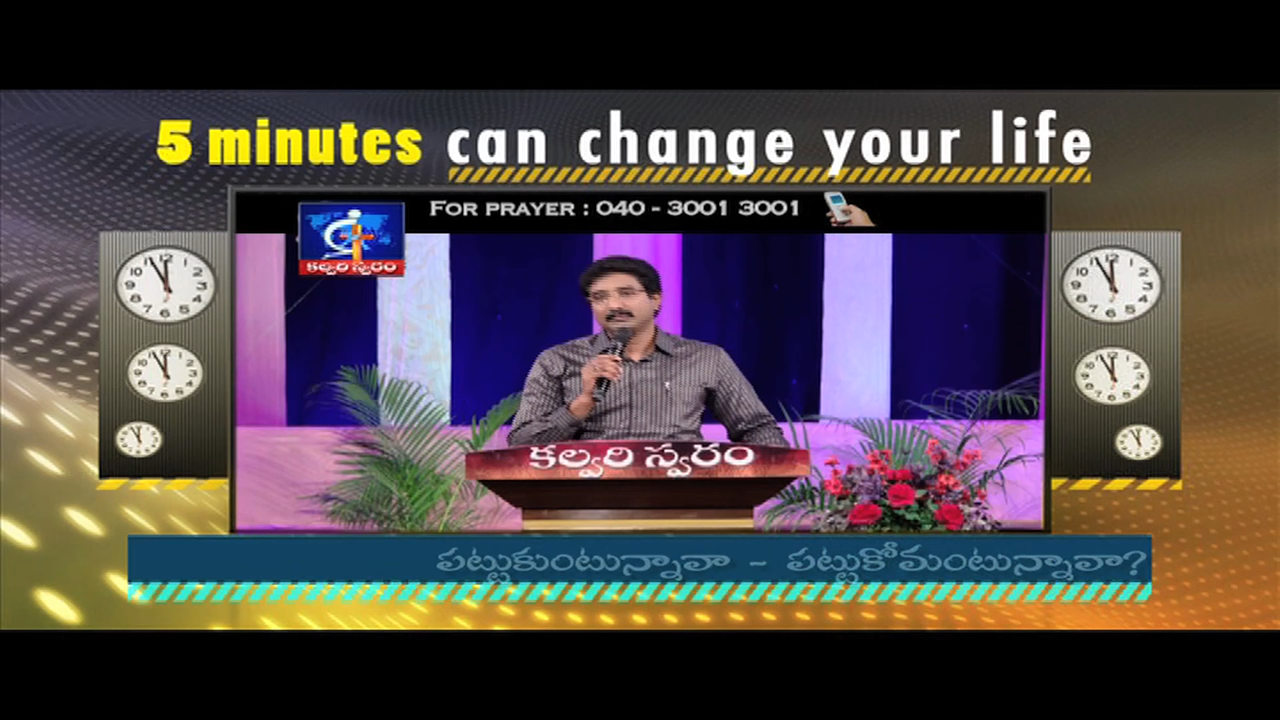 5 minutes can change your life
FOR PRAYER : 040 - 3001 3001
కల్వరి స్వరం
కల్వరి స్వరం
పట్టుకుంటున్నావా - పట్టుకోమంటున్నావా?